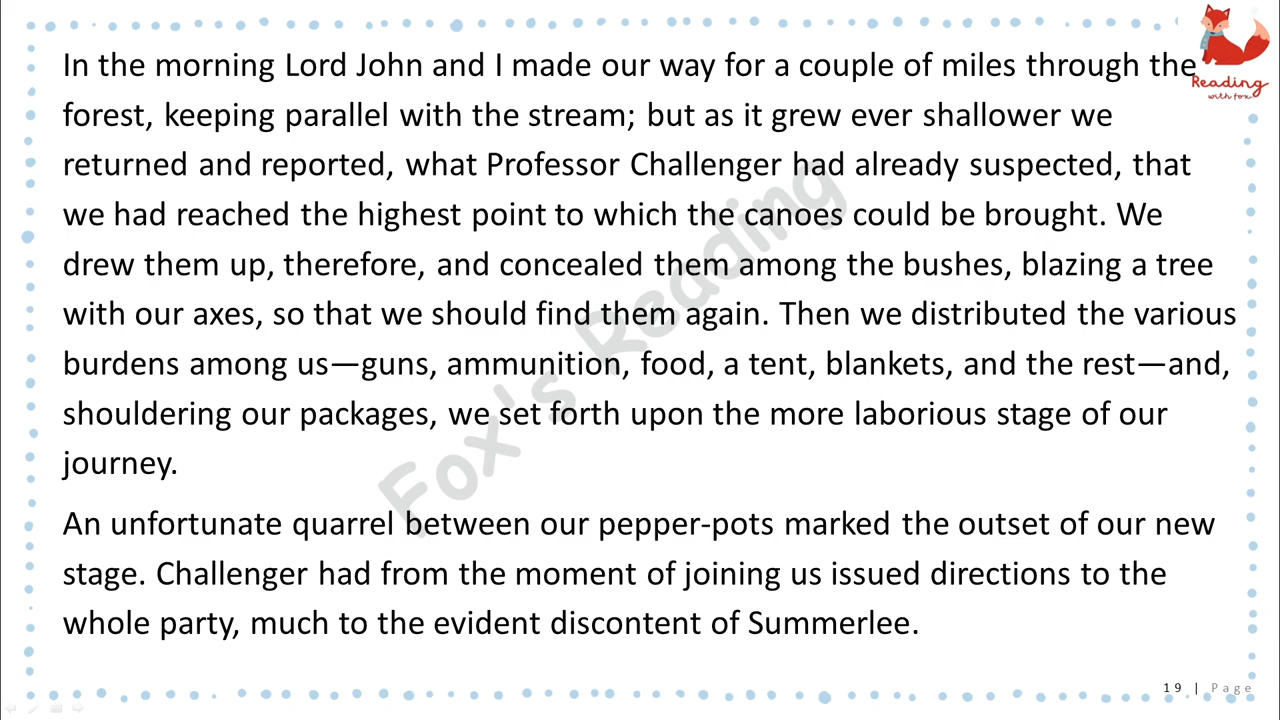 In the morning Lord John and I made our way for a couple of miles through the
forest, keeping parallel with the stream; but as it grew ever shallower we
returned and reported, what Professor Challenger had already suspected, that
we had reached the highest point to which the canoes could be brought. We
drew them up, therefore, and concealed them among the bushes, blazing a tree
with our axes, so that we should find them again. Then we distributed the various
burdens among us—guns, ammunition, food, a tent, blankets, and the rest—and,
shouldering our packages, we set forth upon the more laborious stage of our
journey.
An unfortunate quarrel between our pepper-pots marked the outset of our new
stage. Challenger had from the moment of joining us issued directions to the
whole party, much to the evident discontent of Summerlee.
Reading
with fox
Fox's Reading
19 | Page